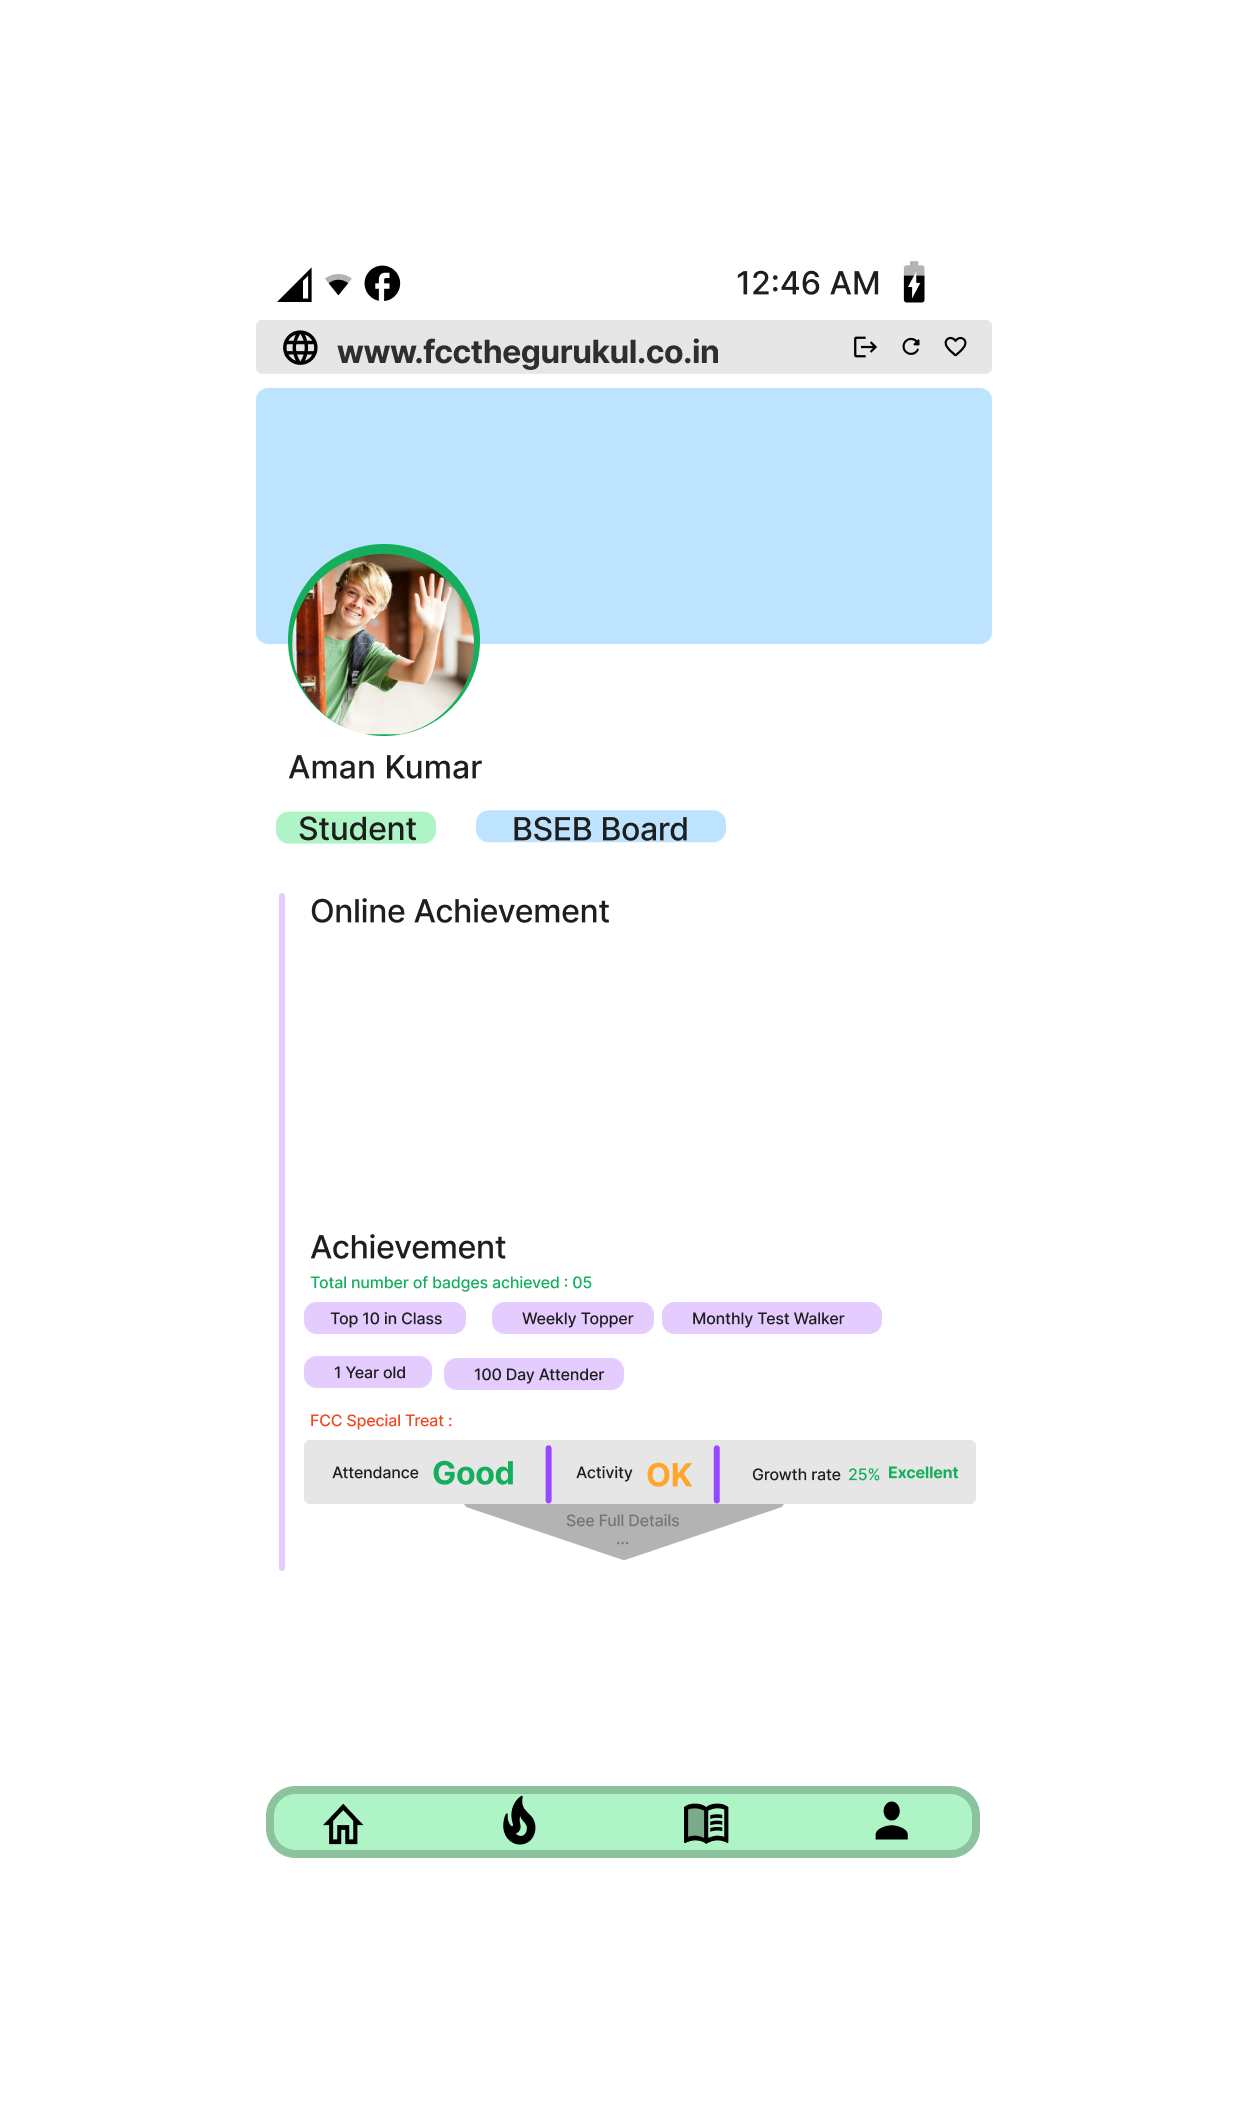 12:46 AM
www.fccthegurukul.co.in
Aman Kumar
Student BSEB Board
Online Achievement
Achievement
Total number of badges achieved : 05
Top 10 in Class Weekly Topper Monthly Test Walker
1 Year old 100 Day Attender
FCC Special Treat :
Attendance Good Activity OK Growth rate 25% Excellent
See Full Details
...